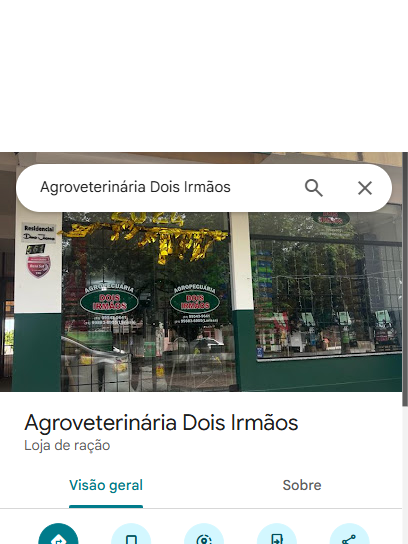 Agroveterinária Dois Irmãos
Residencial
AGROPECUÁRIA
DOIS
IRMÃOS
AGROPECUÁRIA
DOIS
IRMÃOS
Agroveterinária Dois Irmãos
Loja de ração
Visão geral
Sobre